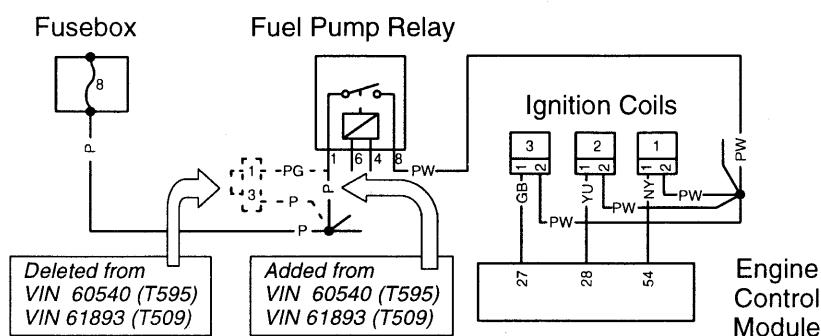 Fusebox
Fuel Pump Relay
8
Ignition Coils
3 2 1
1 2 1 2 1 2
1 6 4 8
P
PW
PW
1
PG
3
P
P
P
GB
YU
NY
PW
PW
PW
27 28 54
Deleted from
VIN 60540 (T595)
VIN 61893 (T509)
Added from
VIN 60540 (T595)
VIN 61893 (T509)
Engine
Control
Module